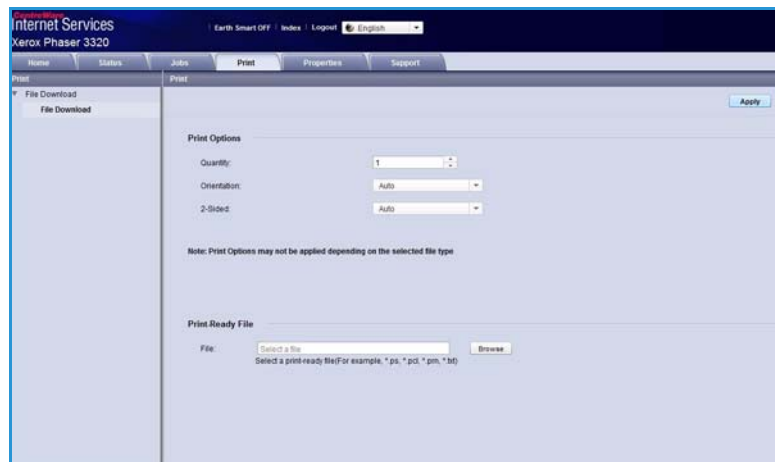 CentreWare
Internet Services
Xerox Phaser 3320
Earth Smart OFF Index Logout English
Home Status Jobs Print Properties Support
Print
Print
File Download
File Download
Apply
Print Options
Quantity: 1
Orientation: Auto
2-Sided: Auto
Note: Print Options may not be applied depending on the selected file type
Print-Ready File
File: Select a file Browse
Select a print-ready file(For example, *.ps, *.pcl, *.prn, *.txt)